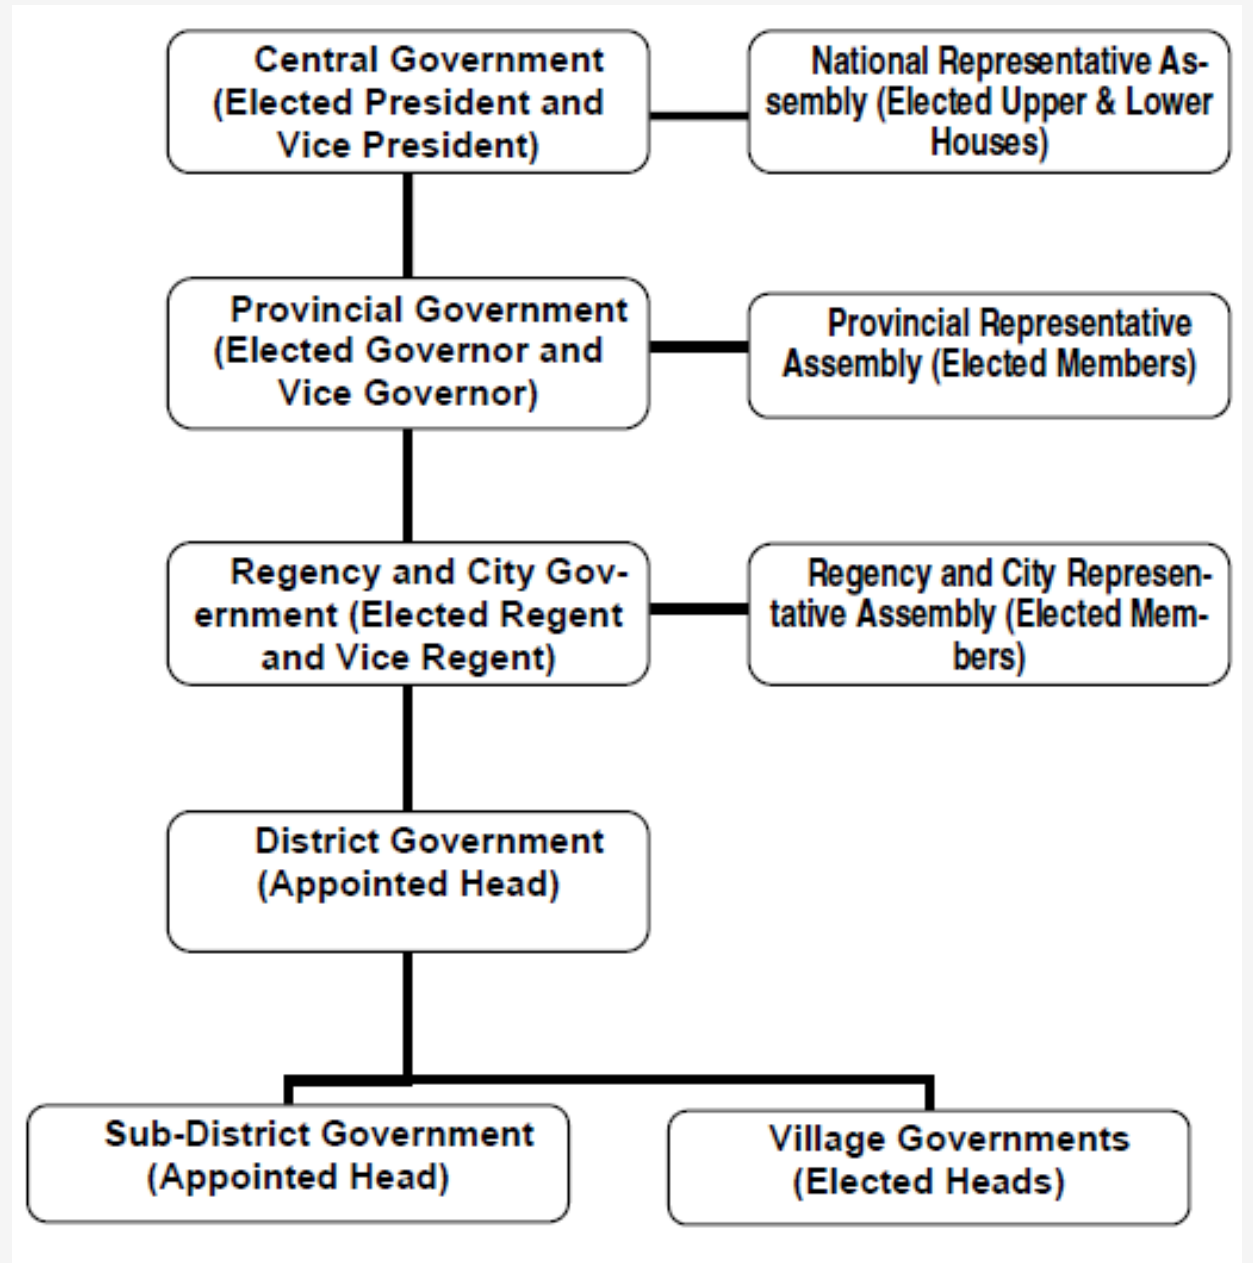 Central Government
(Elected President and
Vice President)
National Representative As-
sembly (Elected Upper & Lower
Houses)
Provincial Government
(Elected Governor and
Vice Governor)
Provincial Representative
Assembly (Elected Members)
Regency and City Gov-
ernment (Elected Regent
and Vice Regent)
Regency and City Represen-
tative Assembly (Elected Mem-
bers)
District Government
(Appointed Head)
Sub-District Government
(Appointed Head)
Village Governments
(Elected Heads)